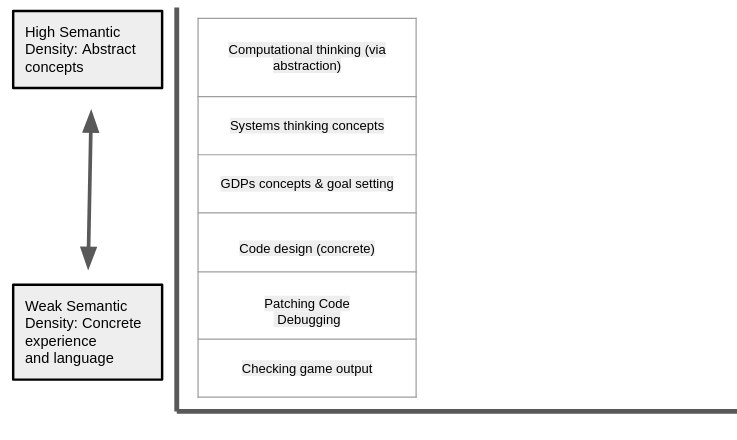 High Semantic
Density: Abstract
concepts
Computational thinking (via
abstraction)
Systems thinking concepts
GDPs concepts & goal setting
Code design (concrete)
Patching Code
Debugging
Checking game output
Weak Semantic
Density: Concrete
experience
and language